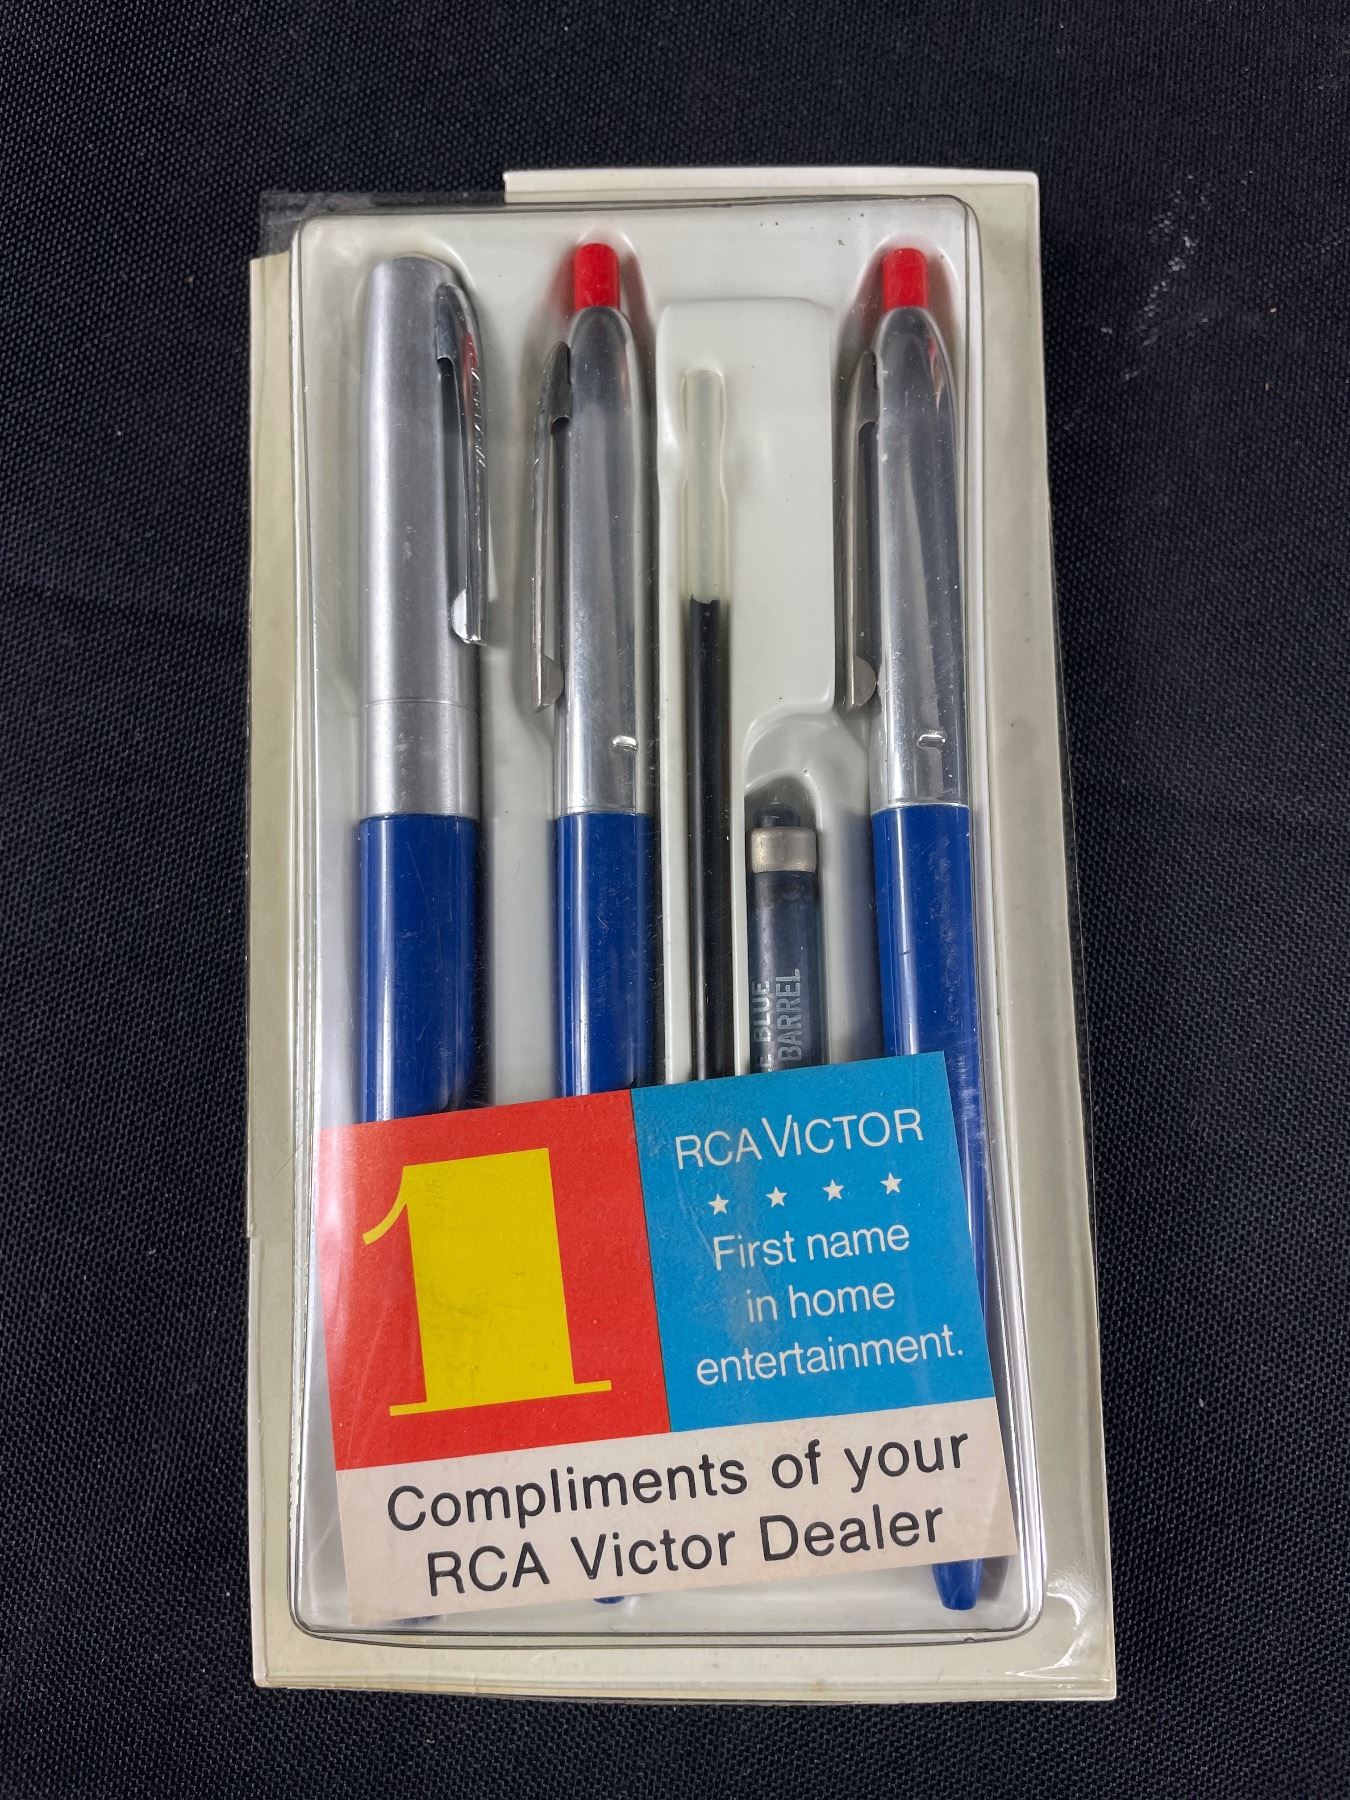 E BLUE
BARREL
1
RCA VICTOR
First name
in home
entertainment.
Compliments of your
RCA Victor Dealer